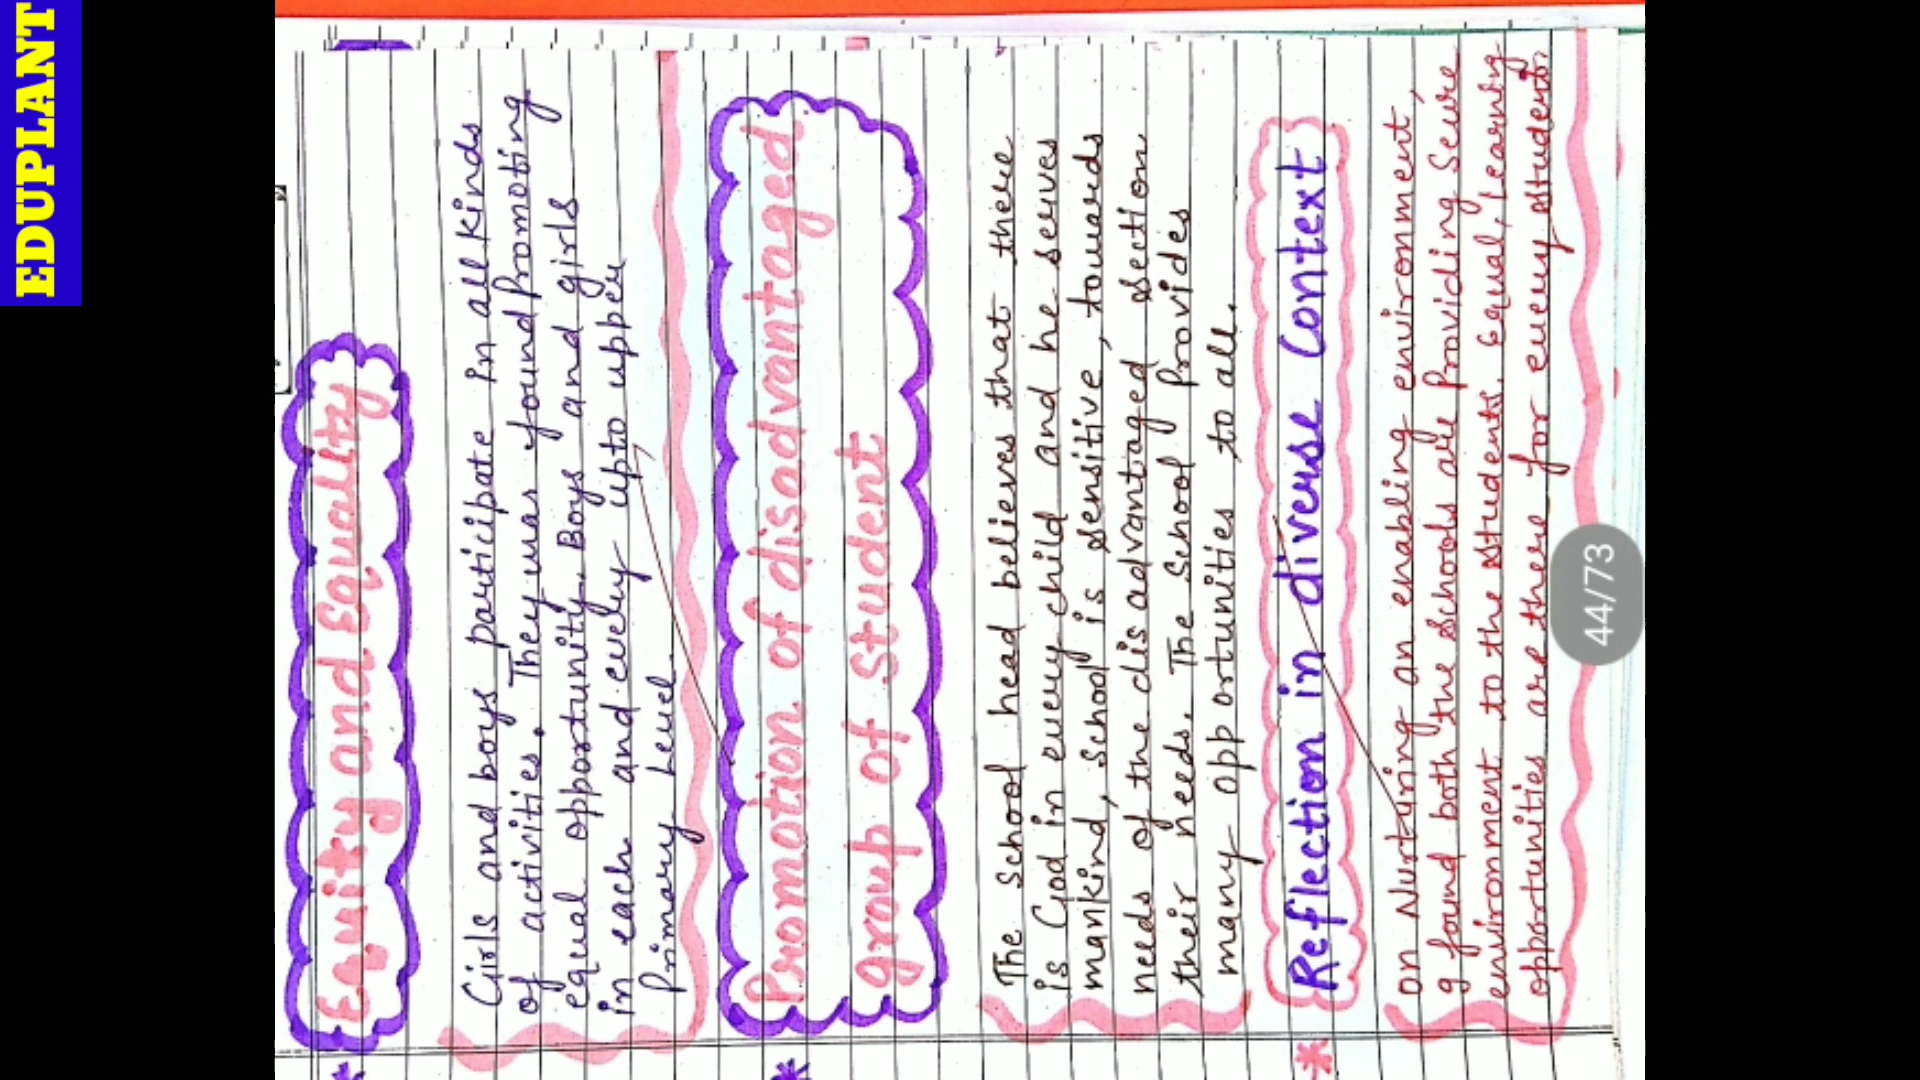 EDUPLANT
Equity and Equality
Girls and boys participate in all kinds
of activities. They was found Promoting
equal opportunity. Boys and girls
in each and every upto upper
Primary Level.
Promotion of disadvantaged
group of student
The School head believes that there
is God in every child and he serves
mankind, School is sensitive, towards
needs of the disadvantaged section
their needs. The School Provides
many opportunities to all.
Reflection in diverse Context
on Nurturing an enabling environment,
g found both the Schools are Providing Seure
environment to the students. Equal, Learning
opportunities are there for every student.
44/73